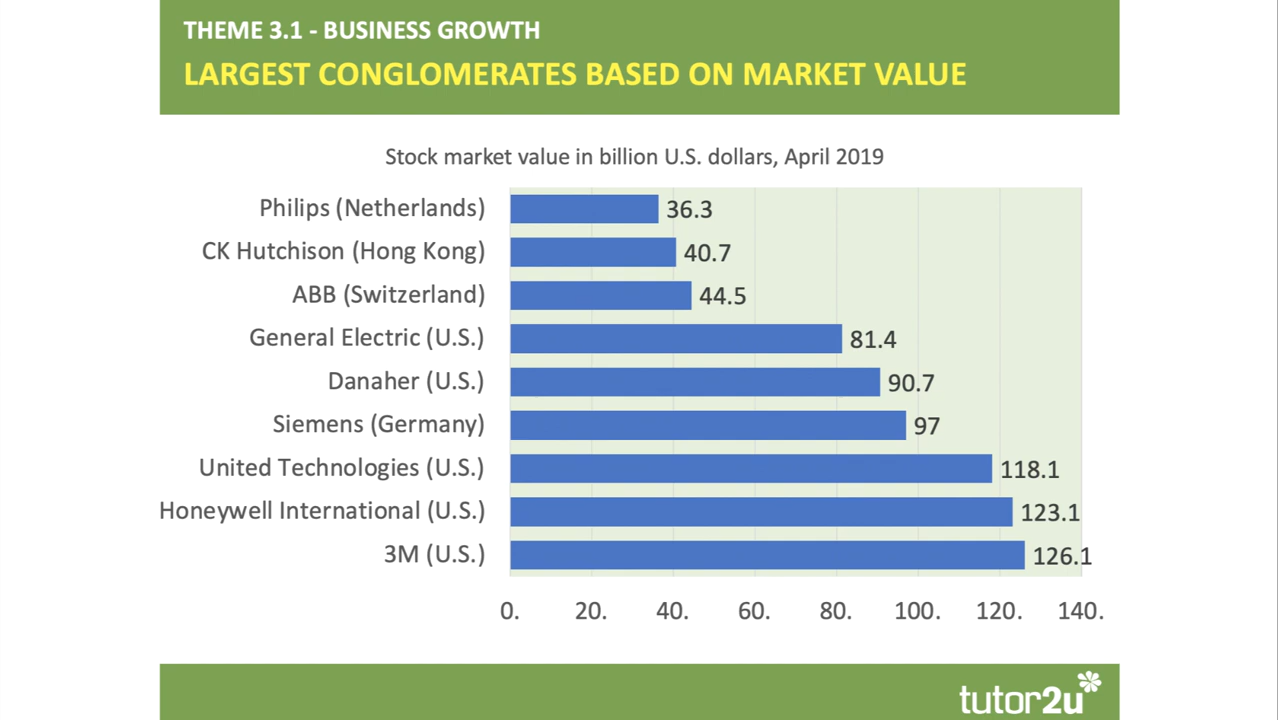 THEME 3.1 - BUSINESS GROWTH
LARGEST CONGLOMERATES BASED ON MARKET VALUE
Stock market value in billion U.S. dollars, April 2019
Philips (Netherlands) 36.3
CK Hutchison (Hong Kong) 40.7
ABB (Switzerland) 44.5
General Electric (U.S.) 81.4
Danaher (U.S.) 90.7
Siemens (Germany) 97
United Technologies (U.S.) 118.1
Honeywell International (U.S.) 123.1
3M (U.S.) 126.1
0. 20. 40. 60. 80. 100. 120. 140.
tutor2u